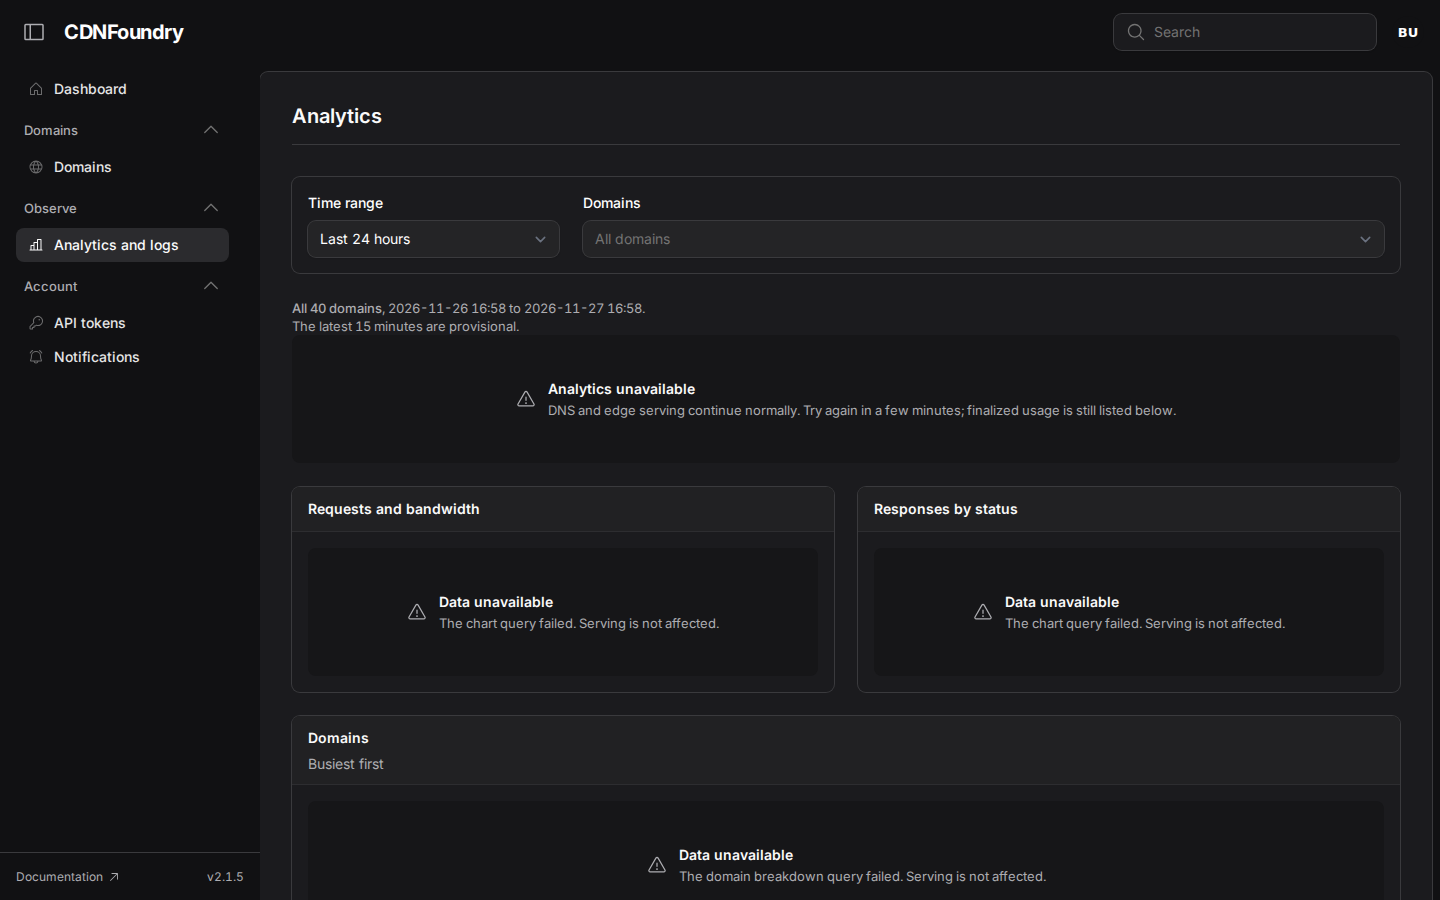 CDNFoundry
Search
BU
Dashboard
Domains
Domains
Observe
Analytics and logs
Account
API tokens
Notifications
Documentation
v2.1.5
Analytics
Time range
Domains
Last 24 hours
All domains
All 40 domains, 2026-11-26 16:58 to 2026-11-27 16:58.
The latest 15 minutes are provisional.
Analytics unavailable
DNS and edge serving continue normally. Try again in a few minutes; finalized usage is still listed below.
Requests and bandwidth
Data unavailable
The chart query failed. Serving is not affected.
Responses by status
Data unavailable
The chart query failed. Serving is not affected.
Domains
Busiest first
Data unavailable
The domain breakdown query failed. Serving is not affected.